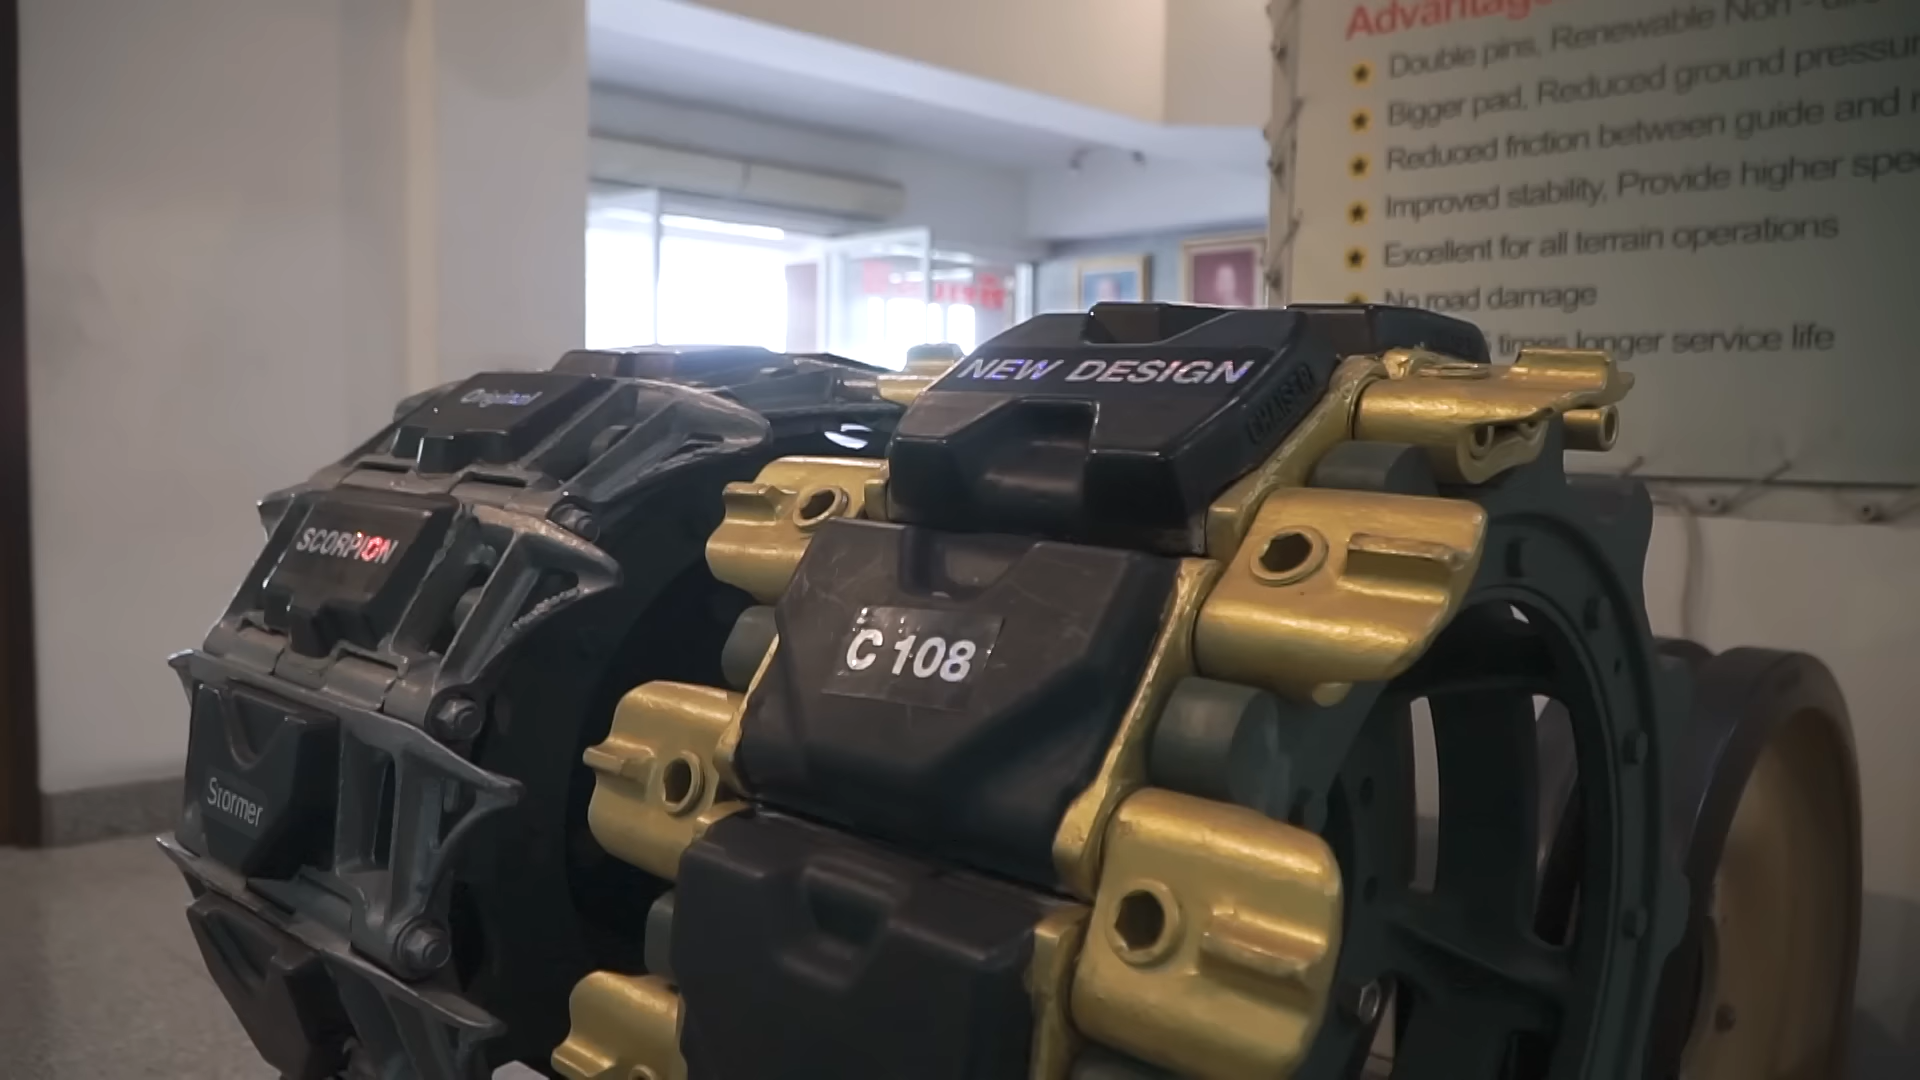 Advantag
Double pins, Renewable Non - dire
Bigger pad, Reduced ground pressur
Reduced friction between guide and r
Improved stability, Provide higher spe
Excellent for all terrain operations
No road damage
times longer service life
NEW DESIGN
CHAISERI
Original
SCORPION
C 108
Stormer